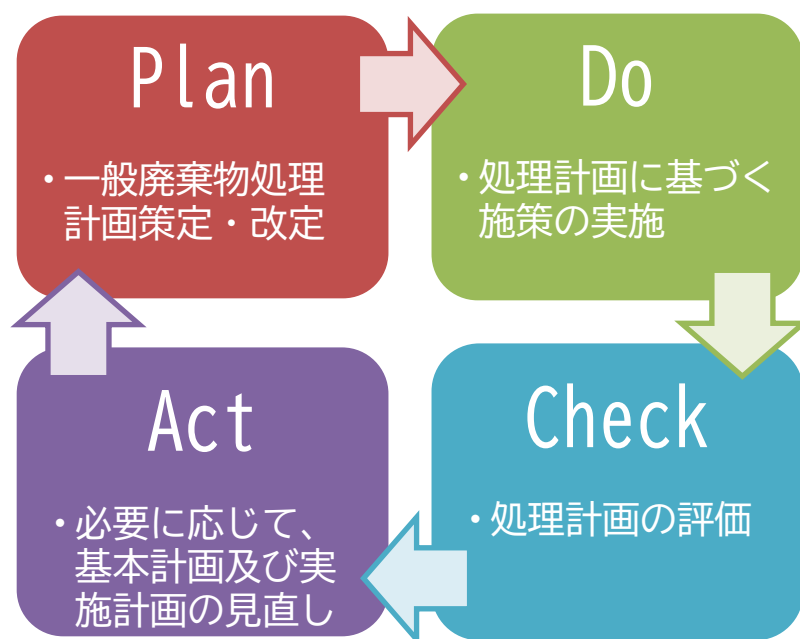 Plan
・一般廃棄物処理
計画策定・改定
Do
・処理計画に基づく
施策の実施
Check
・処理計画の評価
Act
・必要に応じて、
基本計画及び実
施計画の見直し